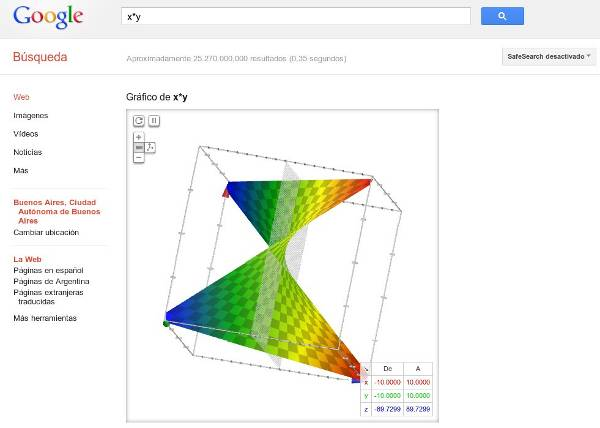 Google
x*y
Búsqueda
Aproximadamente 25.270.000,000 resultados (0,35 segundos)
SafeSearch desactivado
Web
Imágenes
Vídeos
Noticias
Más
Buenos Aires, Ciudad
Autónoma de Buenos
Aires
Cambiar ubicación
La Web
Páginas en español
Páginas de Argentina
Páginas extranjeras
traducidas
Más herramientas
Gráfico de x*y
De A
x -10.0000 10.0000
y -10.0000 10.0000
z -89.7299 89.7299